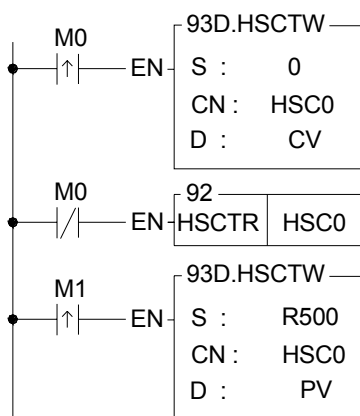 93D.HSCTW
M0
↑ EN S : 0
CN : HSC0
D : CV
M0
92
EN HSCTR HSC0
93D.HSCTW
M1
↑ EN S : R500
CN : HSC0
D : PV